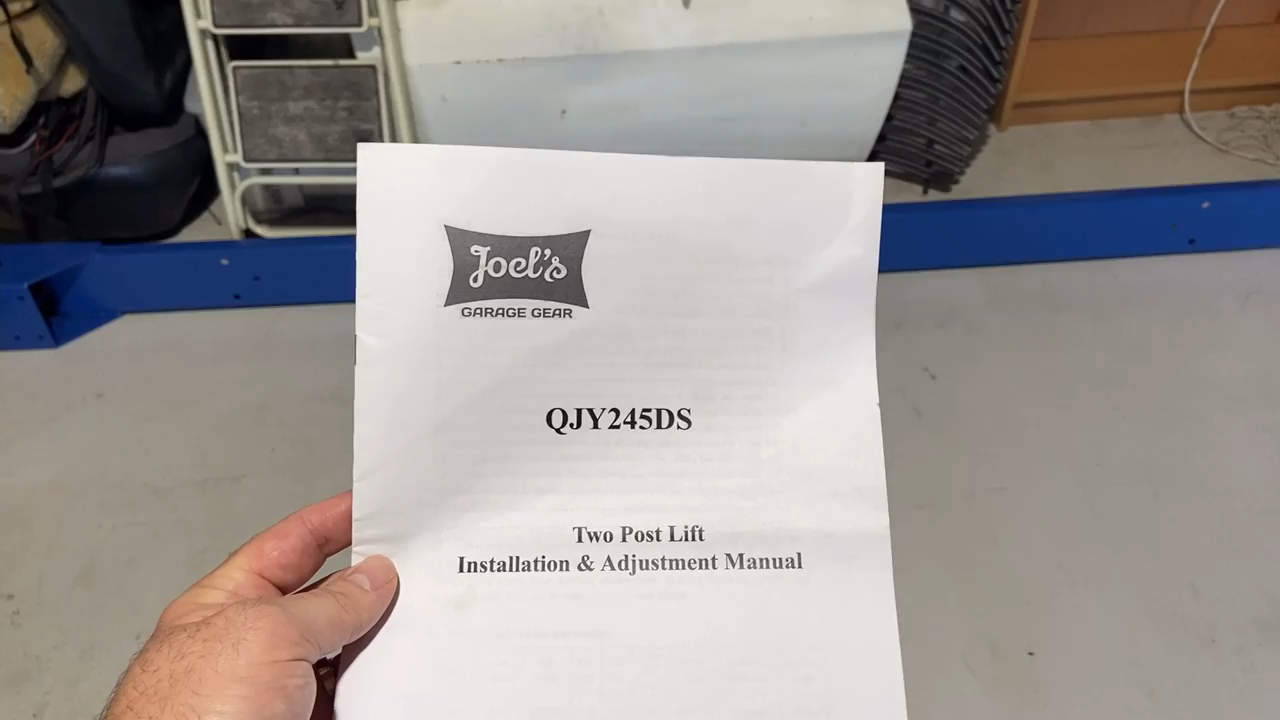 Joel's
GARAGE GEAR
QJY245DS
Two Post Lift
Installation & Adjustment Manual